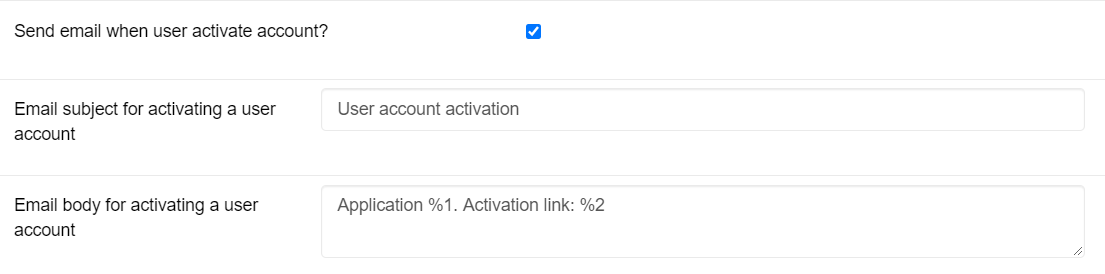 Send email when user activate account?
Email subject for activating a user
account
User account activation
Email body for activating a user
account
Application %1. Activation link: %2